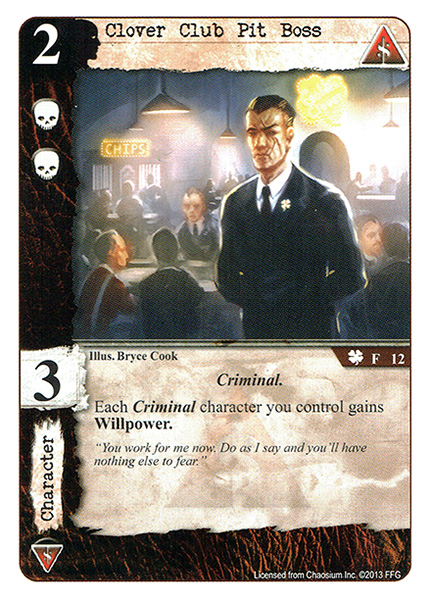 2
Clover Club Pit Boss
CHIPS
Illus. Bryce Cook
F 12
3
Criminal.
Each Criminal character you control gains
Willpower.
"You work for me now. Do as I say and you'll have
nothing else to fear."
Character
Licensed from Chaosium Inc. ©2013 FFG